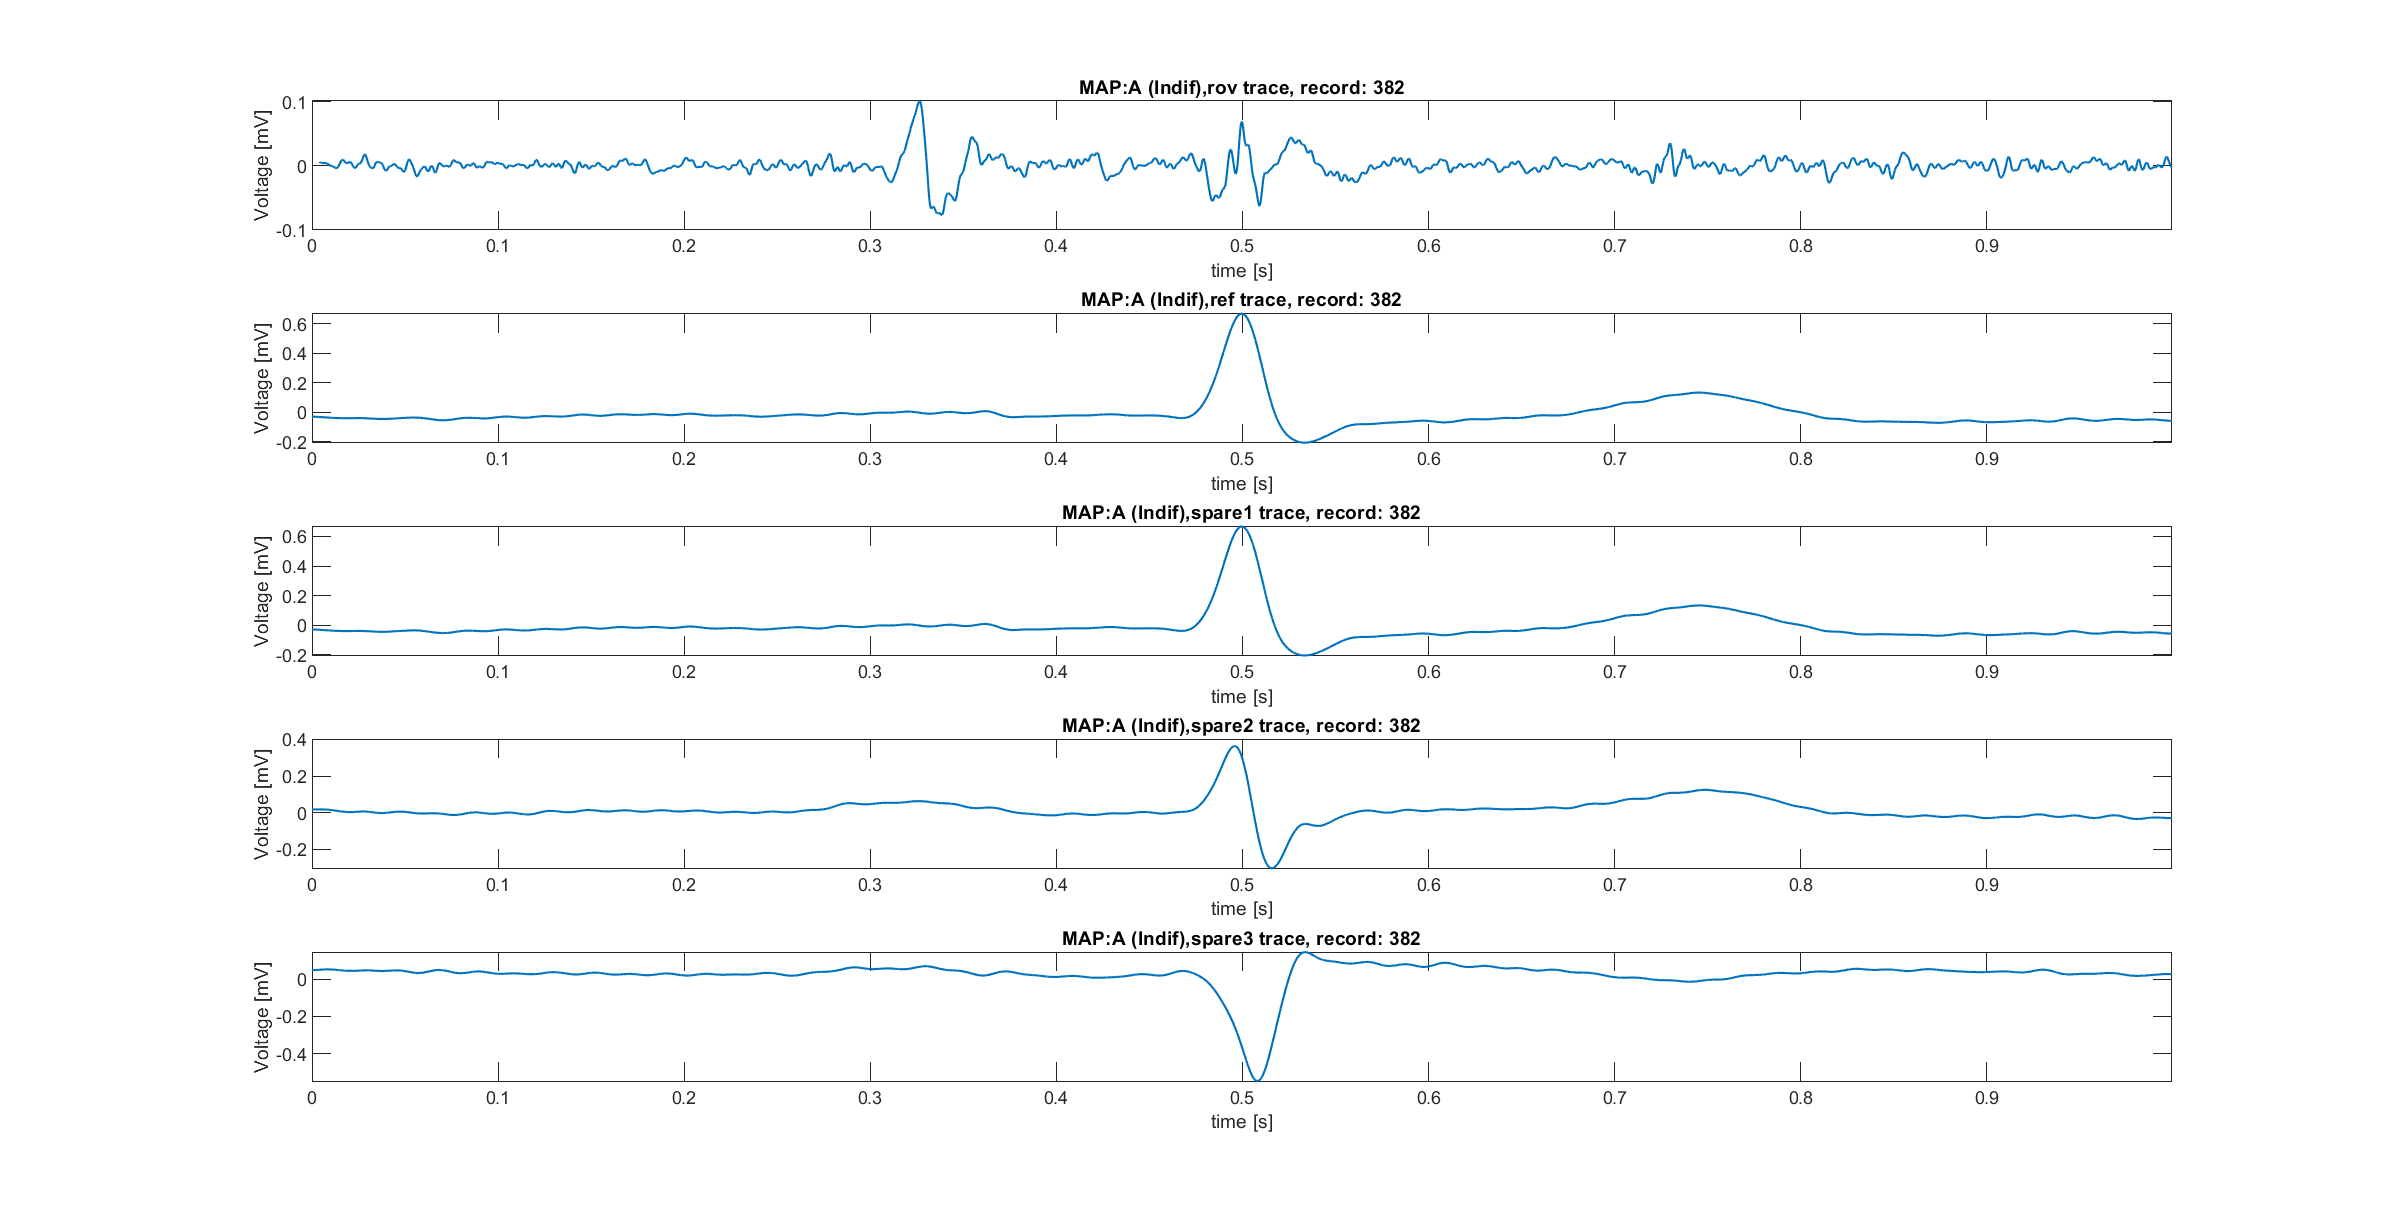 MAP:A (Indif),rov trace, record: 382
Voltage [mV]
0.1
0
-0.1
0 0.1 0.2 0.3 0.4 0.5 0.6 0.7 0.8 0.9
time [s]
MAP:A (Indif),ref trace, record: 382
Voltage [mV]
0.6
0.4
0.2
0
-0.2
0 0.1 0.2 0.3 0.4 0.5 0.6 0.7 0.8 0.9
time [s]
MAP:A (Indif),spare1 trace, record: 382
Voltage [mV]
0.6
0.4
0.2
0
-0.2
0 0.1 0.2 0.3 0.4 0.5 0.6 0.7 0.8 0.9
time [s]
MAP:A (Indif),spare2 trace, record: 382
Voltage [mV]
0.4
0.2
0
-0.2
0 0.1 0.2 0.3 0.4 0.5 0.6 0.7 0.8 0.9
time [s]
MAP:A (Indif),spare3 trace, record: 382
Voltage [mV]
0
-0.2
-0.4
0 0.1 0.2 0.3 0.4 0.5 0.6 0.7 0.8 0.9
time [s]